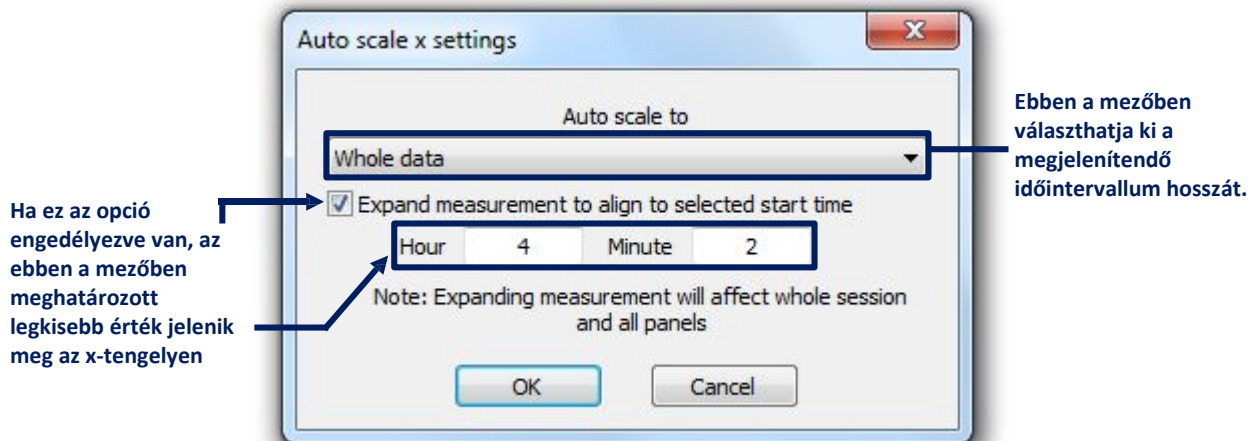 Auto scale x settings
Auto scale to
Whole data
Ebben a mezőben
választhatja ki a
megjelenítendő
időintervallum hosszát.
Ha ez az opció
engedélyezve van, az
ebben a mezőben
meghatározott
legkisebb érték jelenik
meg az x-tengelyen
Expand measurement to align to selected start time
Hour 4 Minute 2
Note: Expanding measurement will affect whole session
and all panels
OK Cancel